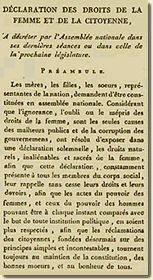 DÉCLARATION DES DROITS DE LA
FEMME ET DE LA CITOYENNE,
A décréter par l'Assemblée nationale dans
ses dernières séances ou dans celle de
la prochaine législature.
PRÉAMBULE.
Les mères, les filles, les sœurs, repré-
sentantes de la nation, demandent d'être cons-
tituées en assemblée nationale. Considérant
que l'ignorance, l'oubli ou le mépris des
droits de la femme, sont les seules causes
des malheurs publics et de la corruption des
gouvernemens, ont résolu d'exposer dans
une déclaration solemnelle, les droits natu-
rels, inaliénables et sacrés de la femme,
afin que cette déclaration, constamment
présente à tous les membres du corps social,
leur rappelle sans cesse leurs droits et leurs
devoirs, afin que les actes du pouvoir des
femmes, et ceux du pouvoir des hommes
pouvant être à chaque instant comparés avec
le but de toute institution politique, en soient
plus respectés, afin que les réclamations
des citoyennes, fondées désormais sur des
principes simples et incontestables, tournent
toujours au maintien de la constitution, des
bonnes mœurs, et au bonheur de tous.